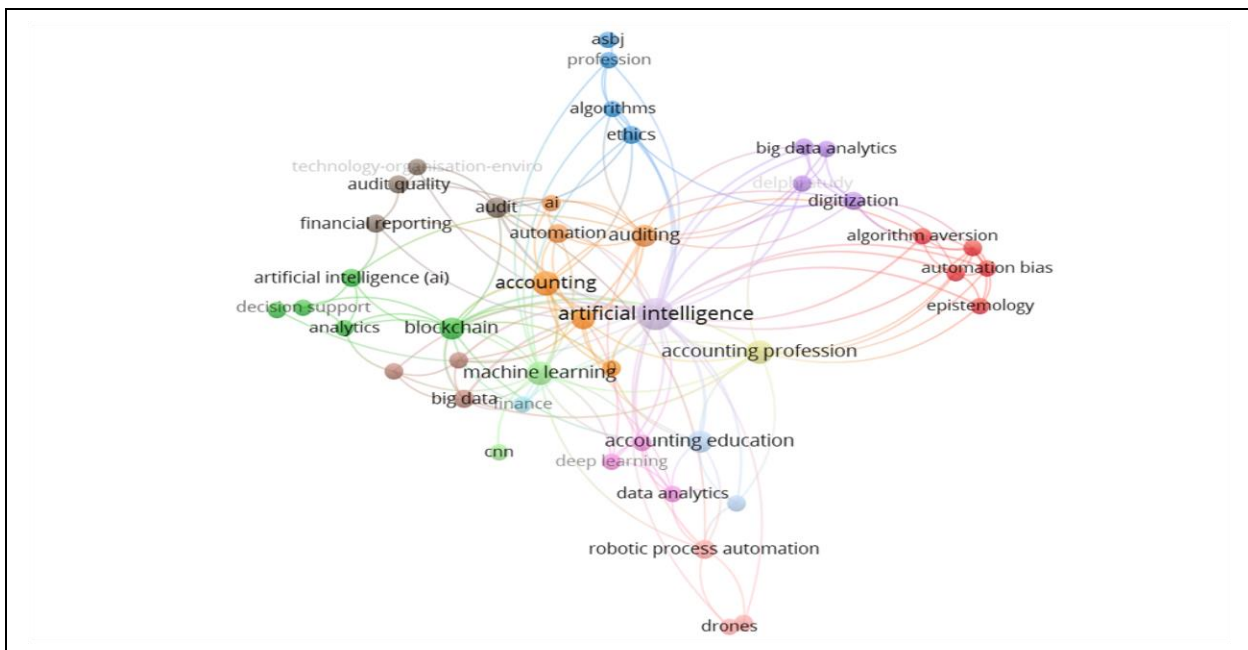 asbj
profession
algorithms
ethics
big data analytics
technology-organisation-enviro
audit quality
delphi study
digitization
audit
ai
financial reporting
automation
auditing
algorithm aversion
automation bias
artificial intelligence (ai)
accounting
epistemology
decision support
artificial intelligence
analytics
blockchain
accounting profession
machine learning
big data
finance
accounting education
cnn
deep learning
data analytics
robotic process automation
drones